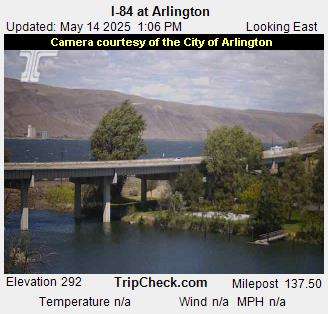 I-84 at Arlington
Updated: May 14 2025 1:06 PM Looking East
Camera courtesy of the City of Arlington
Elevation 292 TripCheck.com Milepost 137.50
Temperature n/a Wind n/a MPH n/a